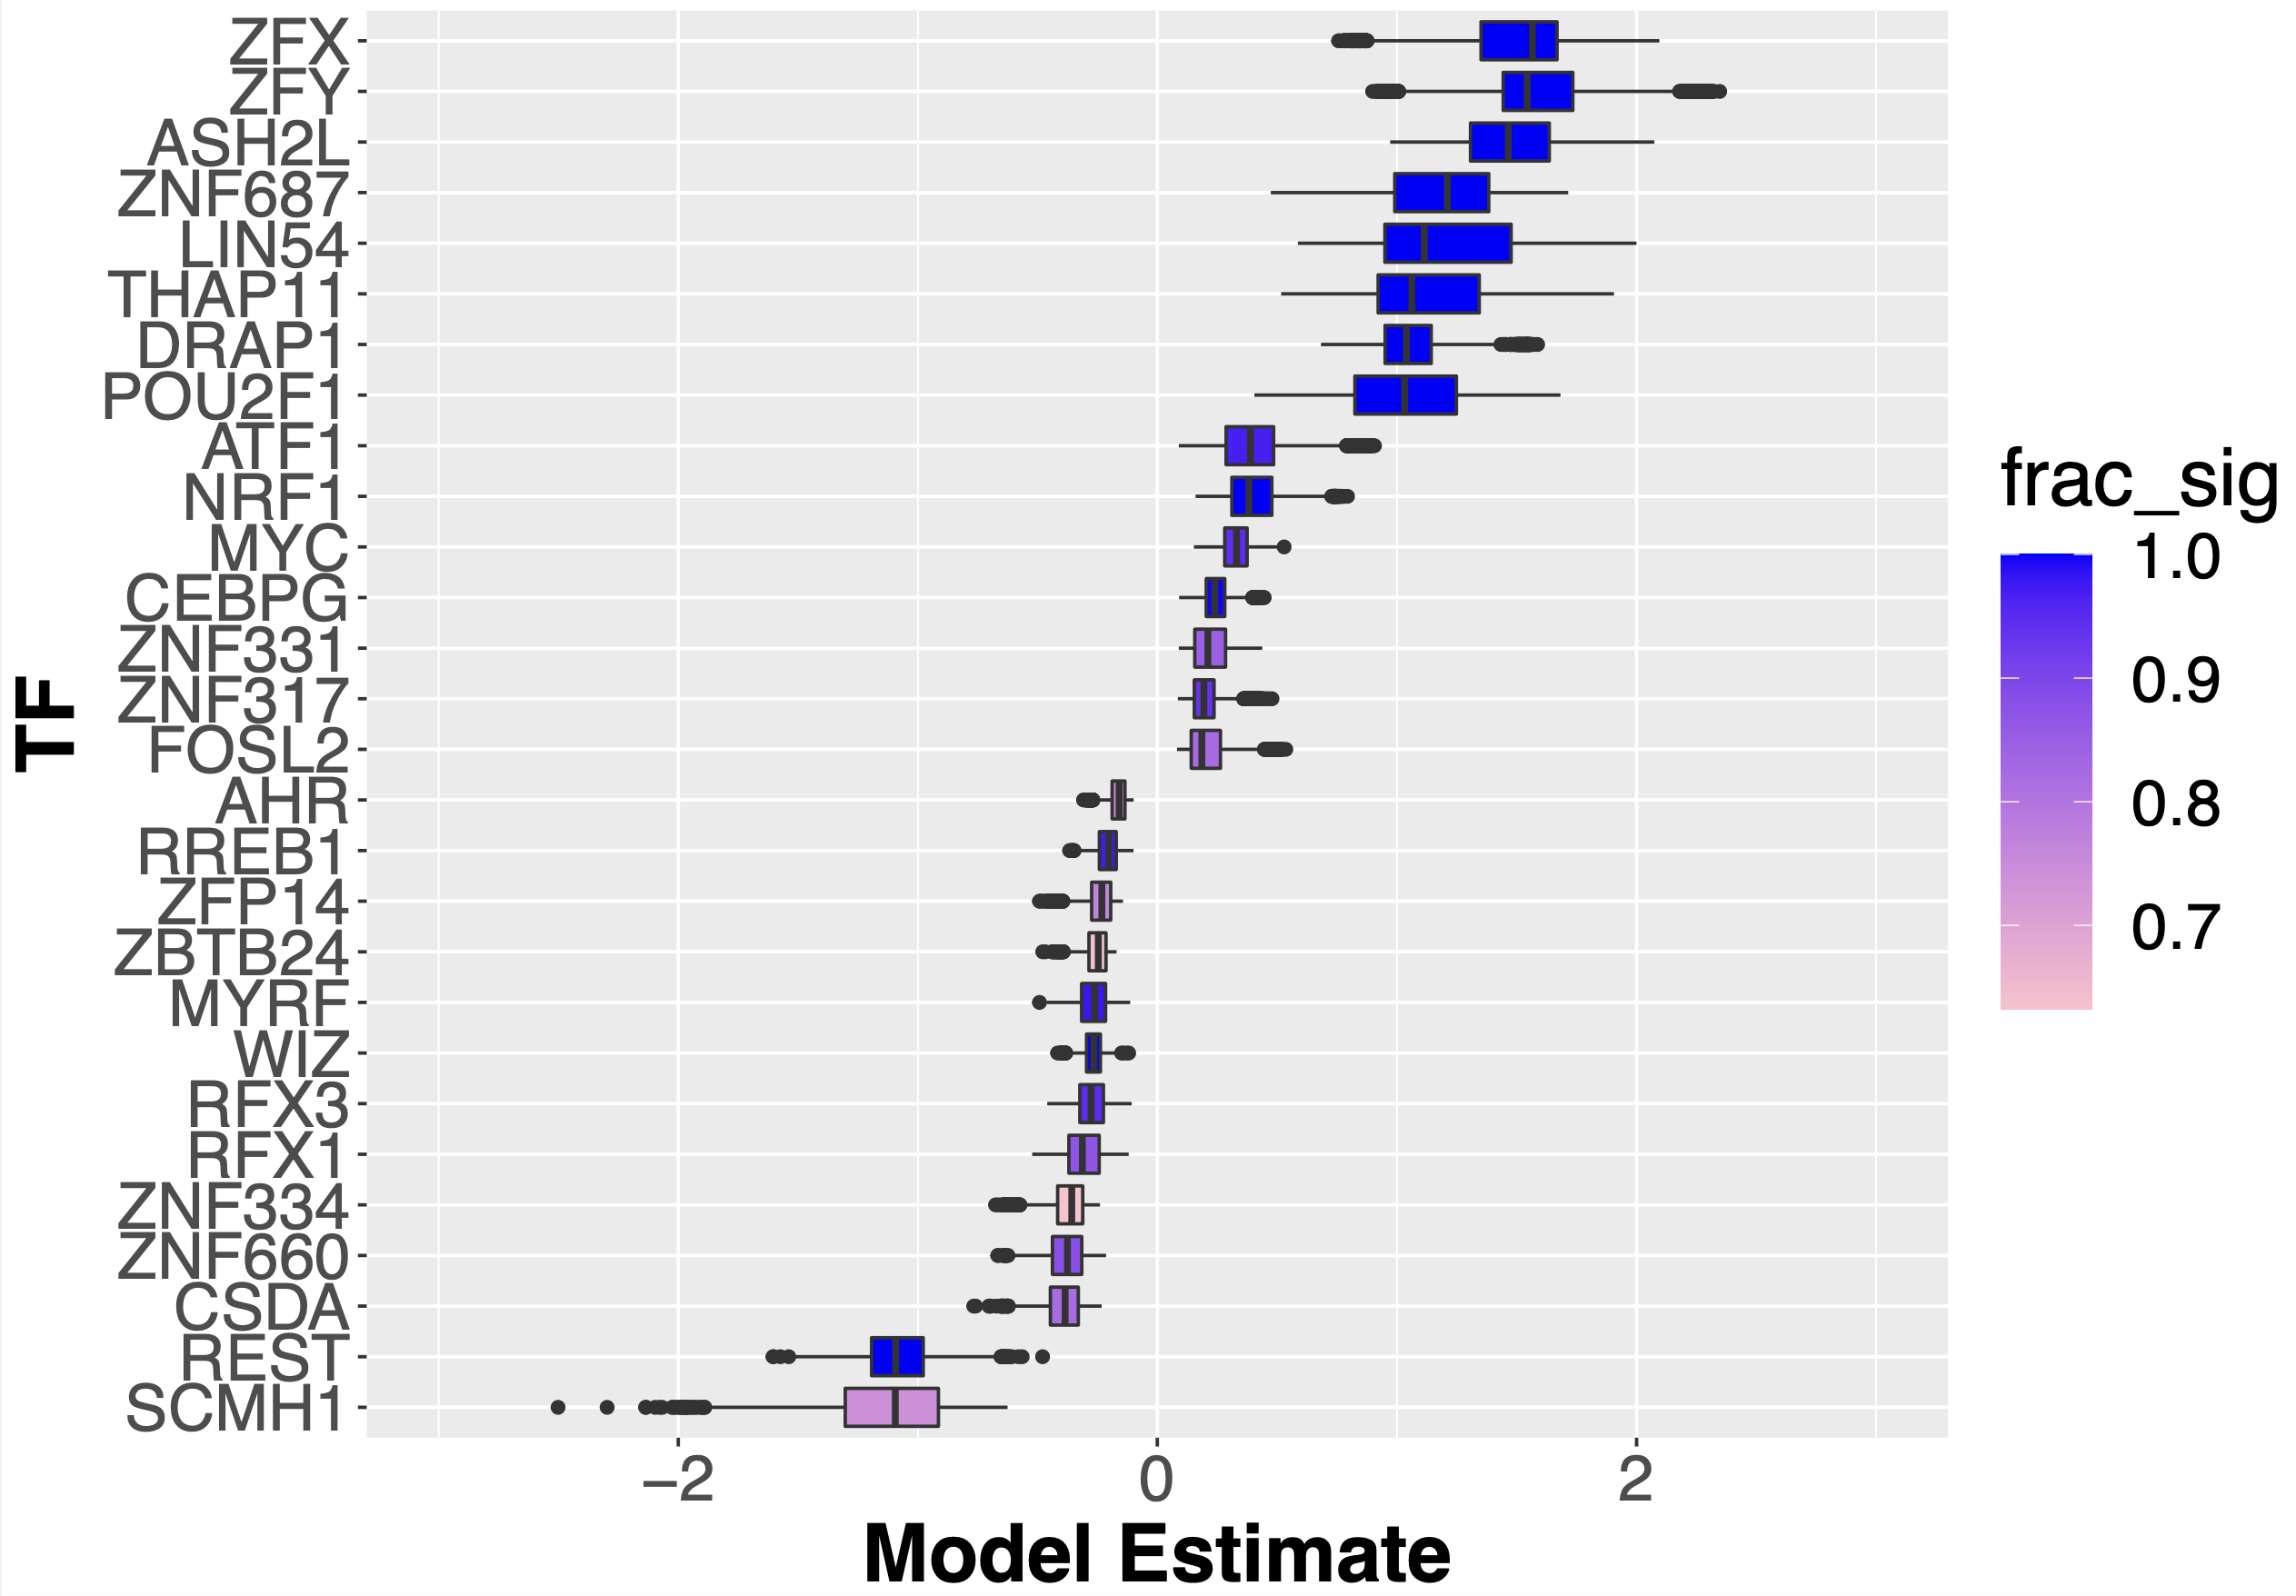 ZFX
ZFY
ASH2L
ZNF687
LIN54
THAP11
DRAP1
POU2F1
ATF1
NRF1
MYC
CEBPG
ZNF331
ZNF317
FOSL2
AHR
RREB1
ZFP14
ZBTB24
MYRF
WIZ
RFX3
RFX1
ZNF334
ZNF660
CSDA
REST
SCMH1
TF
−2 0 2
Model Estimate
frac_sig
1.0
0.9
0.8
0.7